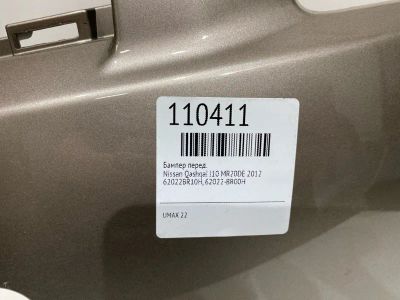 110411
Бампер перед.
Nissan Qashqai J10 MR20DE 2012
62022BR10H, 62022-BR00H
UMAX 22